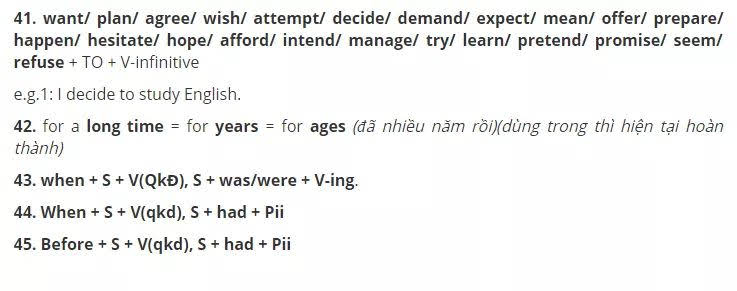 41. want/ plan/ agree/ wish/ attempt/ decide/ demand/ expect/ mean/ offer/ prepare/
happen/ hesitate/ hope/ afford/ intend/ manage/ try/ learn/ pretend/ promise/ seem/
refuse + TO + V-infinitive
e.g.1: I decide to study English.
42. for a long time = for years = for ages (đã nhiều năm rồi)(dùng trong thì hiện tại hoàn
thành)
43. when + S + V(QkĐ), S + was/were + V-ing.
44. When + S + V(qkd), S + had + Pii
45. Before + S + V(qkd), S + had + Pii